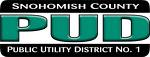 SNOHOMISH COUNTY
PUD
PUBLIC UTILITY DISTRICT NO. 1